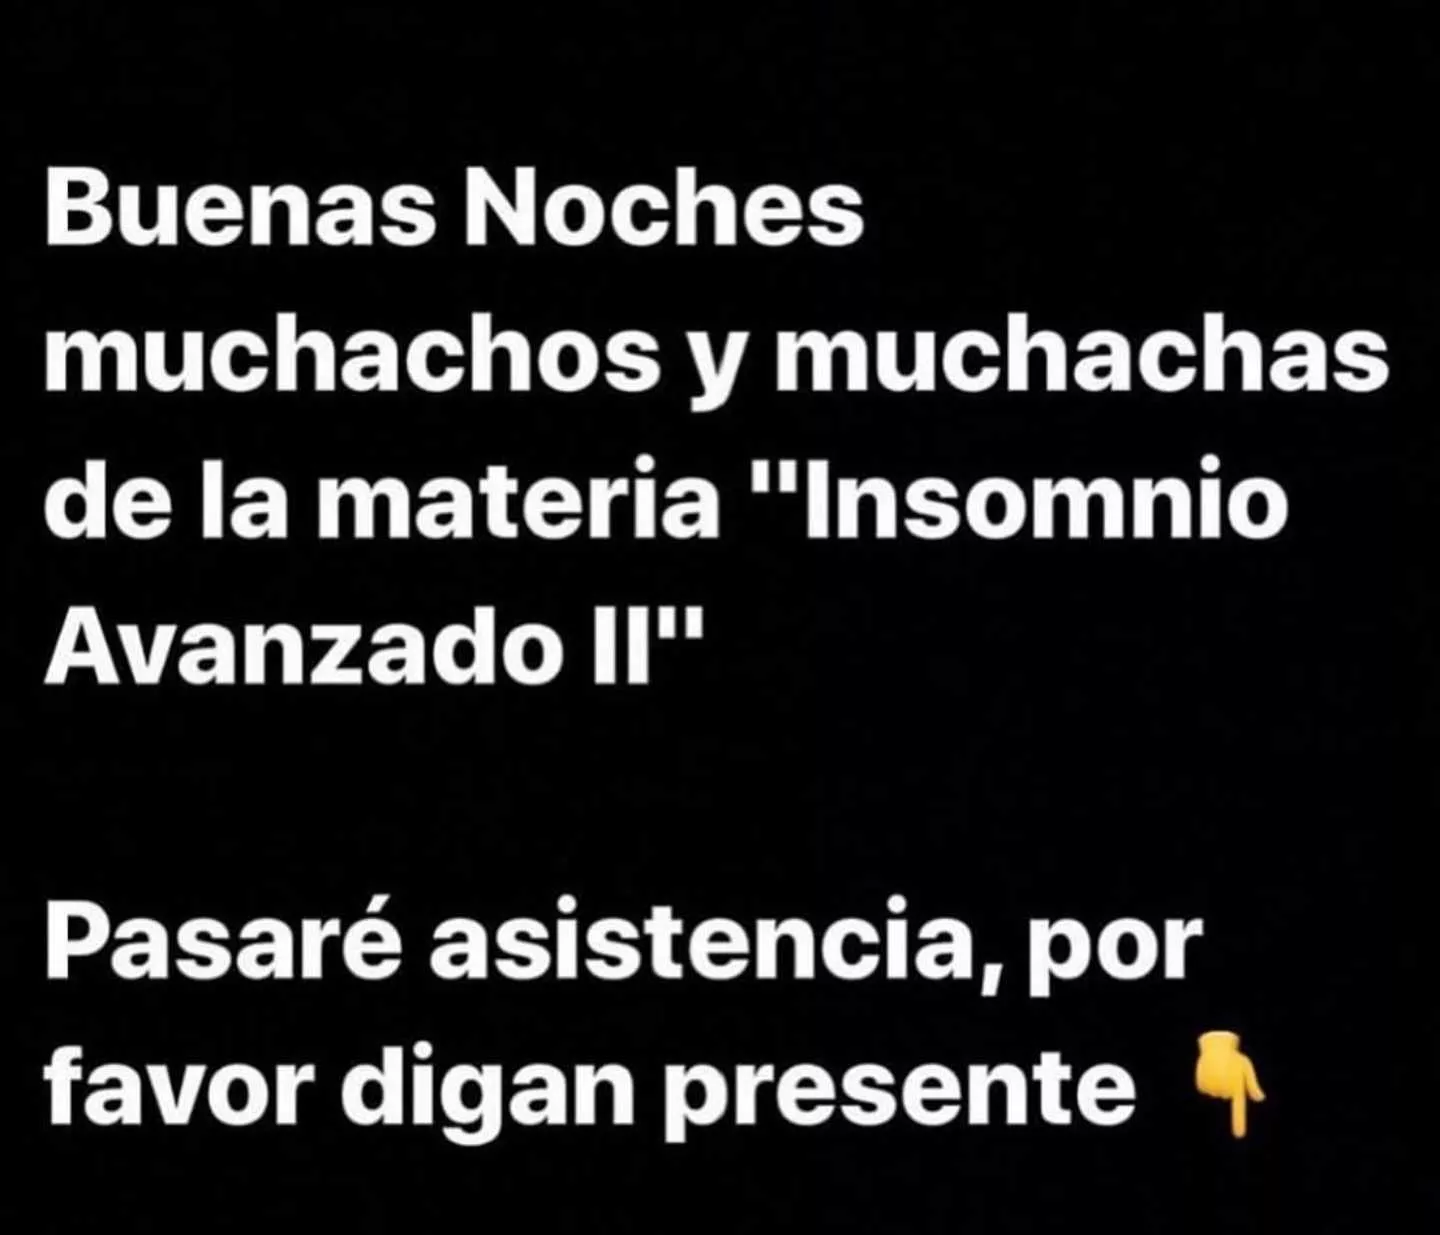 Buenas Noches
muchachos y muchachas
de la materia "Insomnio
Avanzado II"
Pasaré asistencia, por
favor digan presente 👇